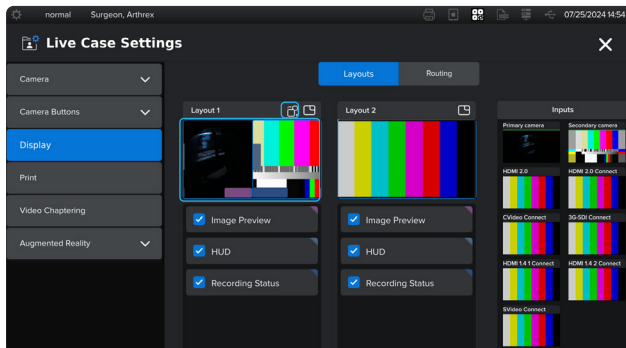 normal Surgeon, Arthrex 07/25/2024 14:54
Live Case Settings
Camera
Camera Buttons
Display
Print
Video Chaptering
Augmented Reality
Layouts Routing
Layout 1
Image Preview
HUD
Recording Status
Layout 2
Image Preview
HUD
Recording Status
Inputs
Primary camera Secondary camera
HDMI 2.0 HDMI 2.0 Connect
CVideo Connect 3G-SDI Connect
HDMI 1.4 1 Connect HDMI 1.4 2 Connect
SVideo Connect